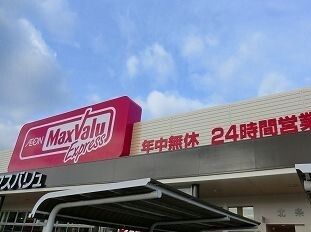 AEON
MaxValu
Express
年中無休 24時間営業
マスバリュ
北条